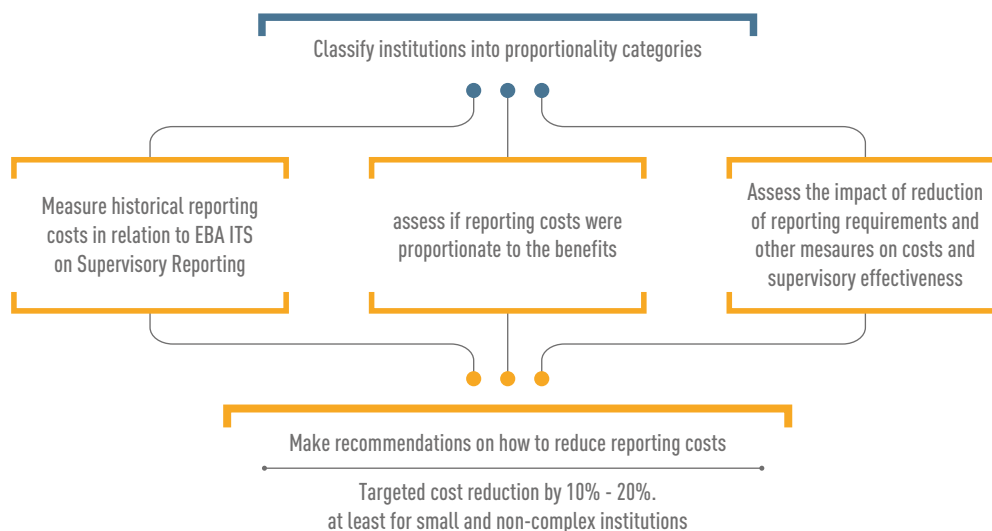 Classify institutions into proportionality categories
Measure historical reporting
costs in relation to EBA ITS
on Supervisory Reporting
assess if reporting costs were
proportionate to the benefits
Assess the impact of reduction
of reporting requirements and
other mesaures on costs and
supervisory effectiveness
Make recommendations on how to reduce reporting costs
Targeted cost reduction by 10% - 20%.
at least for small and non-complex institutions